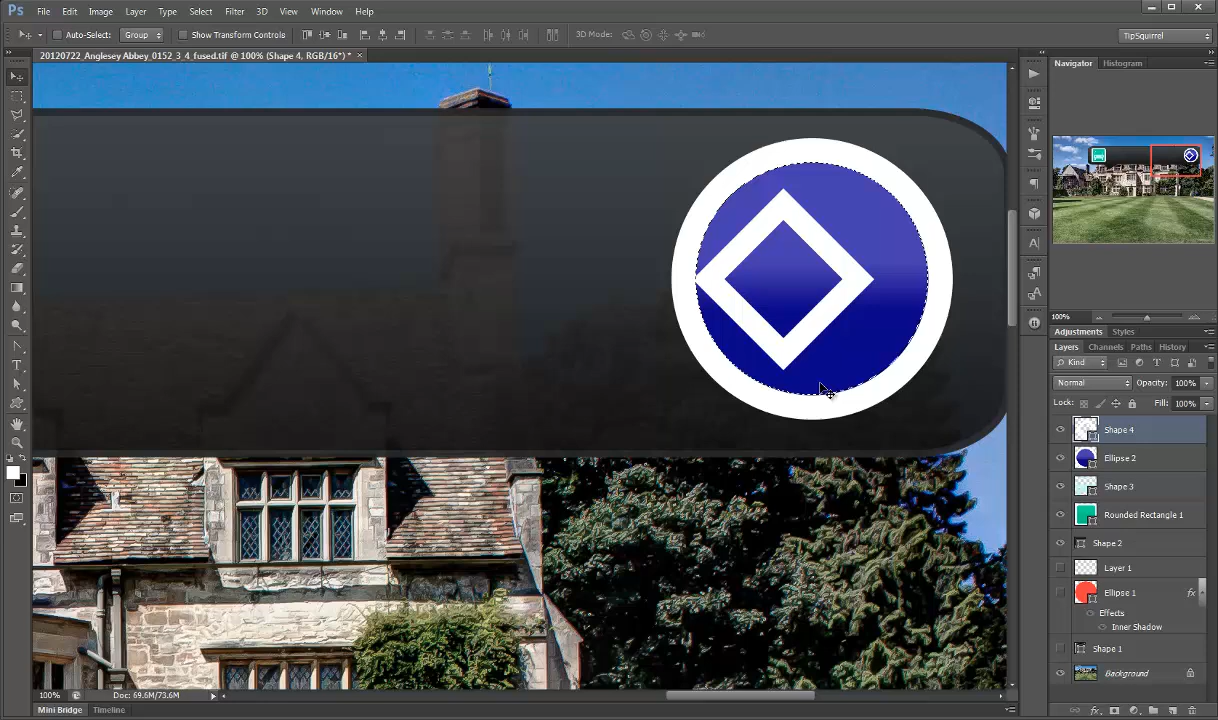 Ps File Edit Image Layer Type Select Filter 3D View Window Help
Auto-Select: Group Show Transform Controls 3D Mode: TipSquirrel
20120722_Anglesey Abbey_0152_3_4_fused.tif @ 100% (Shape 4, RGB/16*) * ×
Navigator Histogram
100%
Adjustments Styles
Layers Channels Paths History
Kind
Normal Opacity: 100%
Lock: Fill: 100%
Shape 4
Ellipse 2
Shape 3
Rounded Rectangle 1
Shape 2
Layer 1
Ellipse 1 fx
Effects
Inner Shadow
Shape 1
Background
100% Doc: 69.6M/73.6M
Mini Bridge Timeline